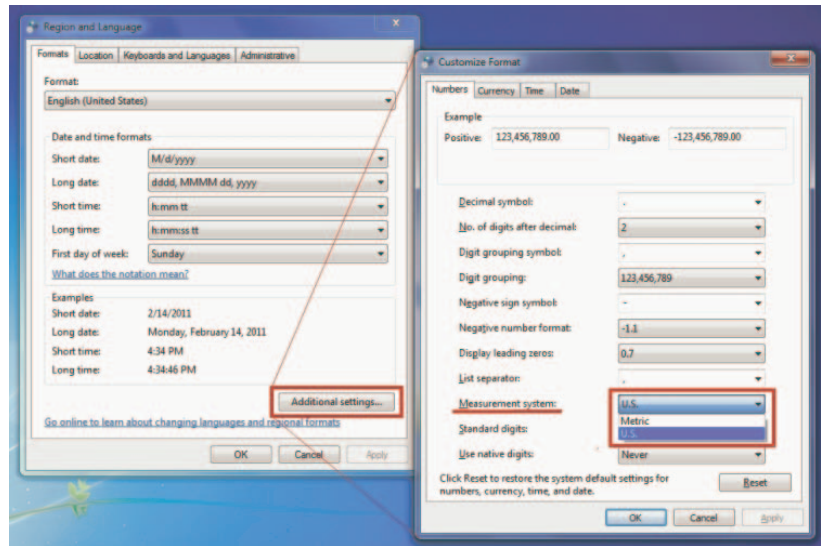 Region and Language
Formats Location Keyboards and Languages Administrative
Format:
English (United States)
Date and time formats
Short date: M/d/yyyy
Long date: dddd, MMMM dd, yyyy
Short time: h:mm tt
Long time: h:mm:ss tt
First day of week: Sunday
What does the notation mean?
Examples
Short date: 2/14/2011
Long date: Monday, February 14, 2011
Short time: 4:34 PM
Long time: 4:34:46 PM
Additional settings...
Go online to learn about changing languages and regional formats
OK Cancel Apply
Customize Format
Numbers Currency Time Date
Example
Positive: 123,456,789.00 Negative: -123,456,789.00
Decimal symbol: .
No. of digits after decimal: 2
Digit grouping symbol: ,
Digit grouping: 123,456,789
Negative sign symbol: -
Negative number format: -1.1
Display leading zeros: 0.7
List separator: ,
Measurement system: U.S.
Metric
U.S.
Standard digits:
Use native digits: Never
Click Reset to restore the system default settings for
numbers, currency, time, and date.
Reset
OK Cancel Apply